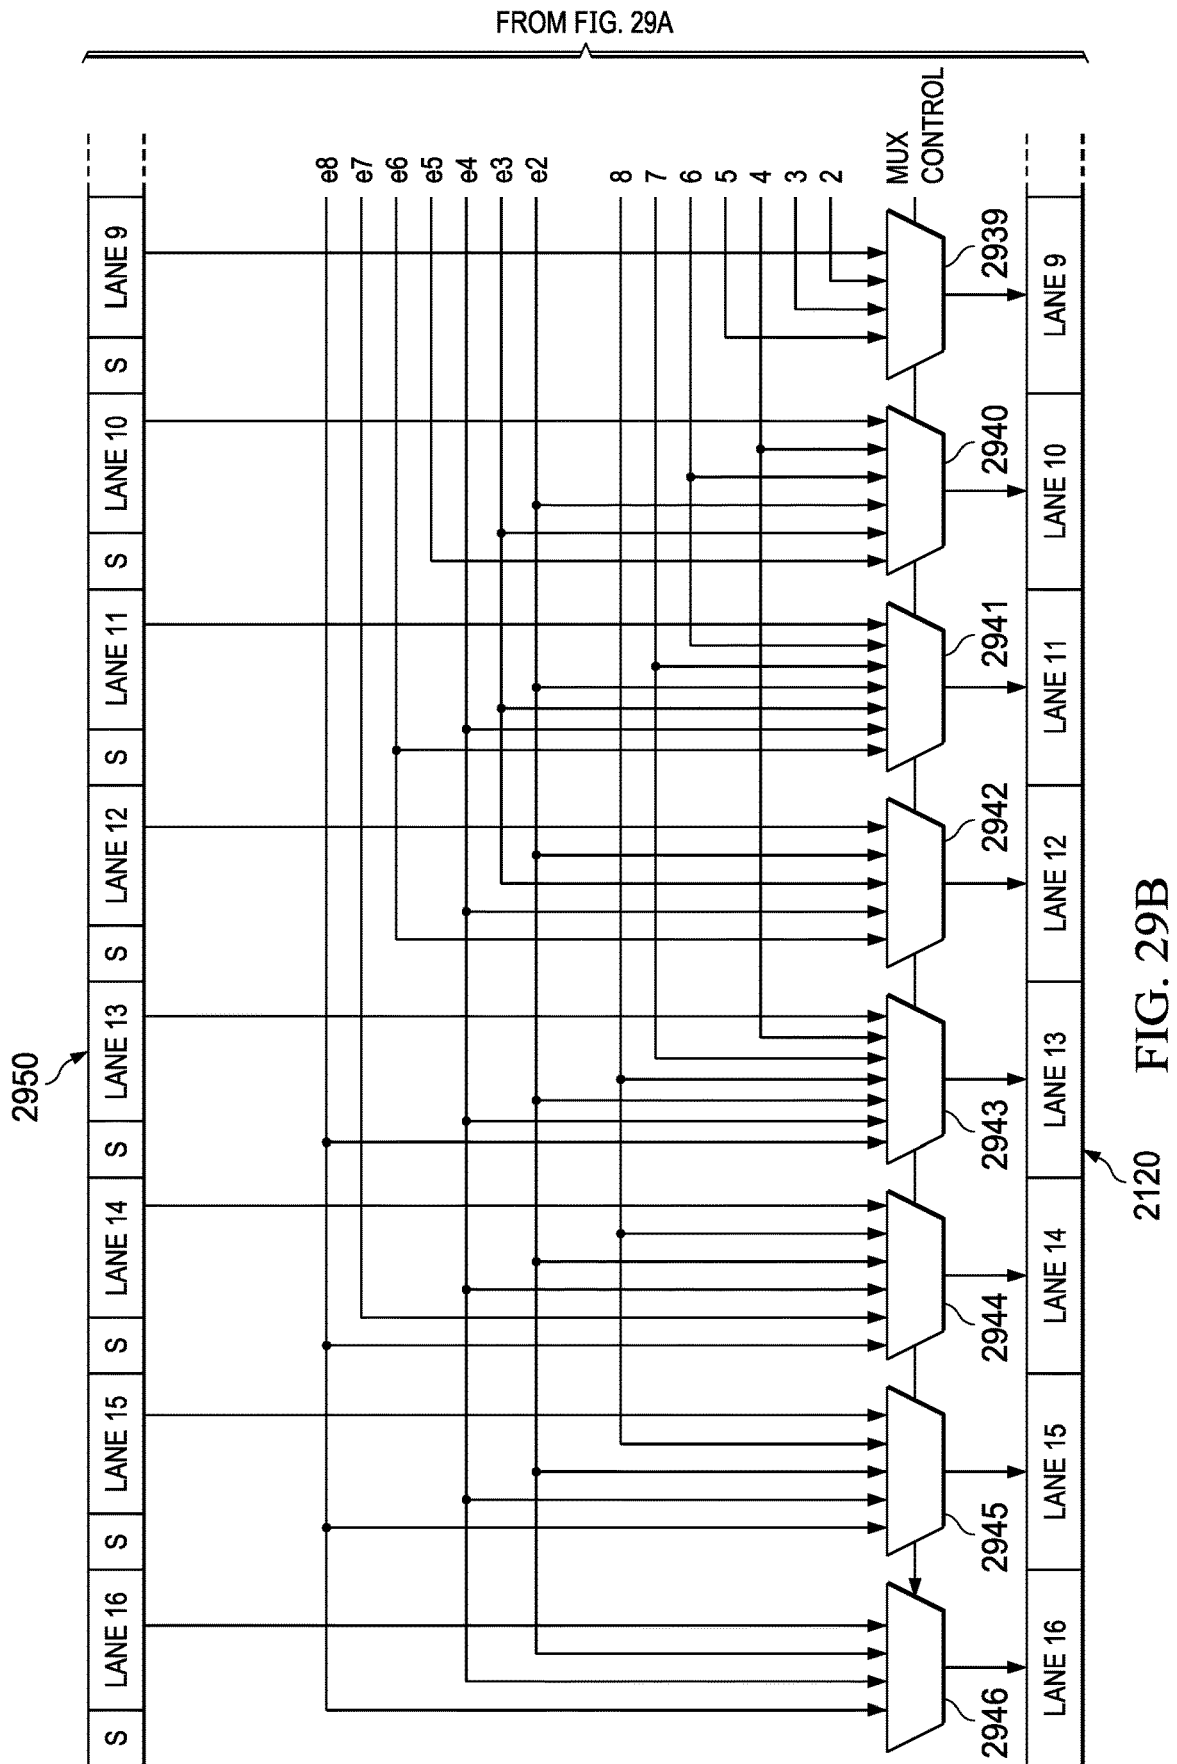 FROM FIG. 29A
2950
S LANE 16 S LANE 15 S LANE 14 S LANE 13 S LANE 12 S LANE 11 S LANE 10 S LANE 9
e8
e7
e6
e5
e4
e3
e2
8
7
6
5
4
3
2
MUX
CONTROL
2946 2945 2944 2943 2942 2941 2940 2939
LANE 16 LANE 15 LANE 14 LANE 13 LANE 12 LANE 11 LANE 10 LANE 9
2120
FIG. 29B